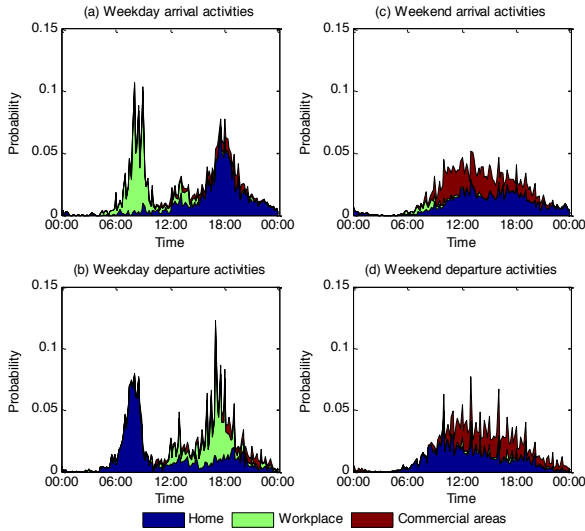 (a) Weekday arrival activities
0.15
0.1
0.05
0
Probability
00:00 06:00 12:00 18:00 00:00
Time
(c) Weekend arrival activities
0.15
0.1
0.05
0
Probability
00:00 06:00 12:00 18:00 00:00
Time
(b) Weekday departure activities
0.15
0.1
0.05
0
Probability
00:00 06:00 12:00 18:00 00:00
Time
(d) Weekend departure activities
0.15
0.1
0.05
0
Probability
00:00 06:00 12:00 18:00 00:00
Time
Home Workplace Commercial areas